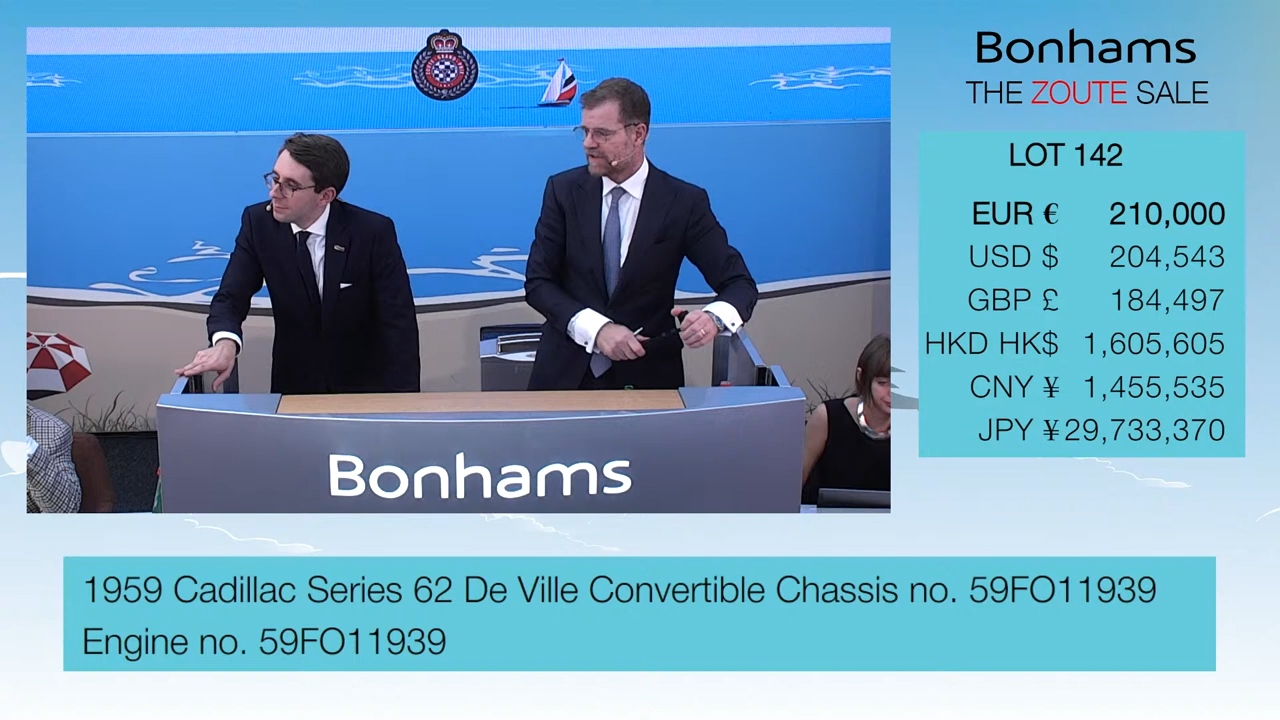 Bonhams
THE ZOUTE SALE
LOT 142
EUR € 210,000
USD $ 204,543
GBP £ 184,497
HKD HK$ 1,605,605
CNY ¥ 1,455,535
JPY ¥29,733,370
Bonhams
1959 Cadillac Series 62 De Ville Convertible Chassis no. 59FO11939
Engine no. 59FO11939